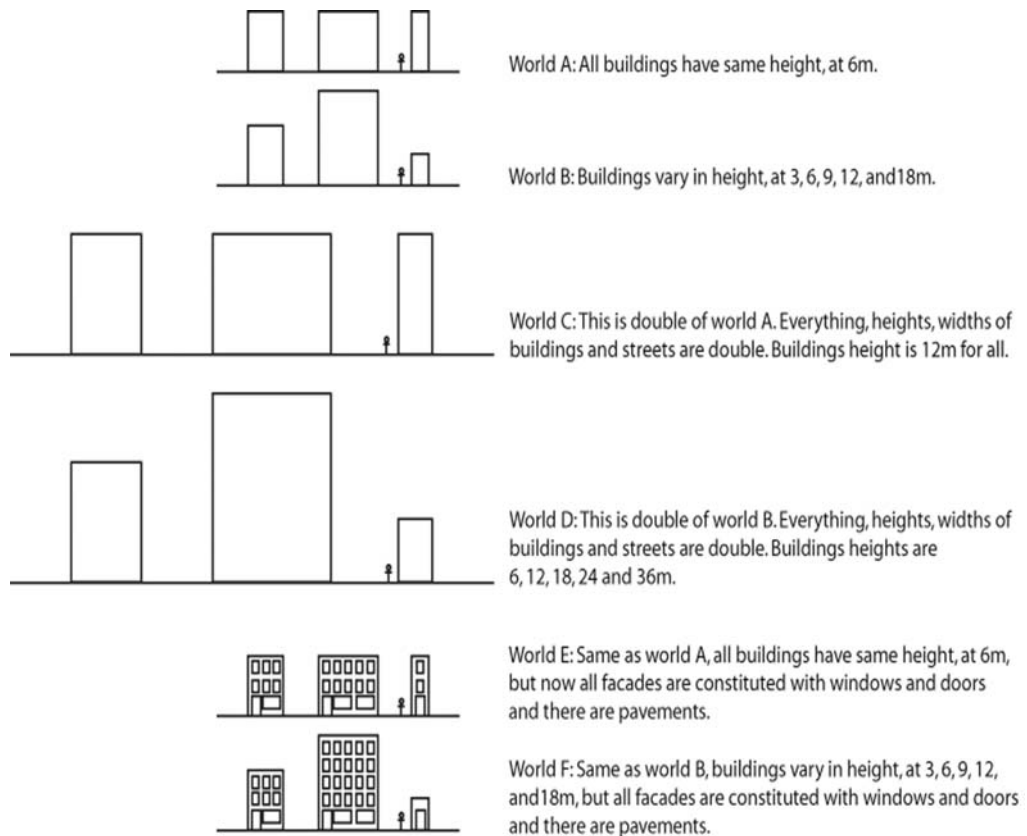 World A: All buildings have same height, at 6m.
World B: Buildings vary in height, at 3, 6, 9, 12, and18m.
World C: This is double of world A. Everything, heights, widths of
buildings and streets are double. Buildings height is 12m for all.
World D: This is double of world B. Everything, heights, widths of
buildings and streets are double. Buildings heights are
6, 12, 18, 24 and 36m.
World E: Same as world A, all buildings have same height, at 6m,
but now all facades are constituted with windows and doors
and there are pavements.
World F: Same as world B, buildings vary in height, at 3, 6, 9, 12,
and18m, but all facades are constituted with windows and doors
and there are pavements.